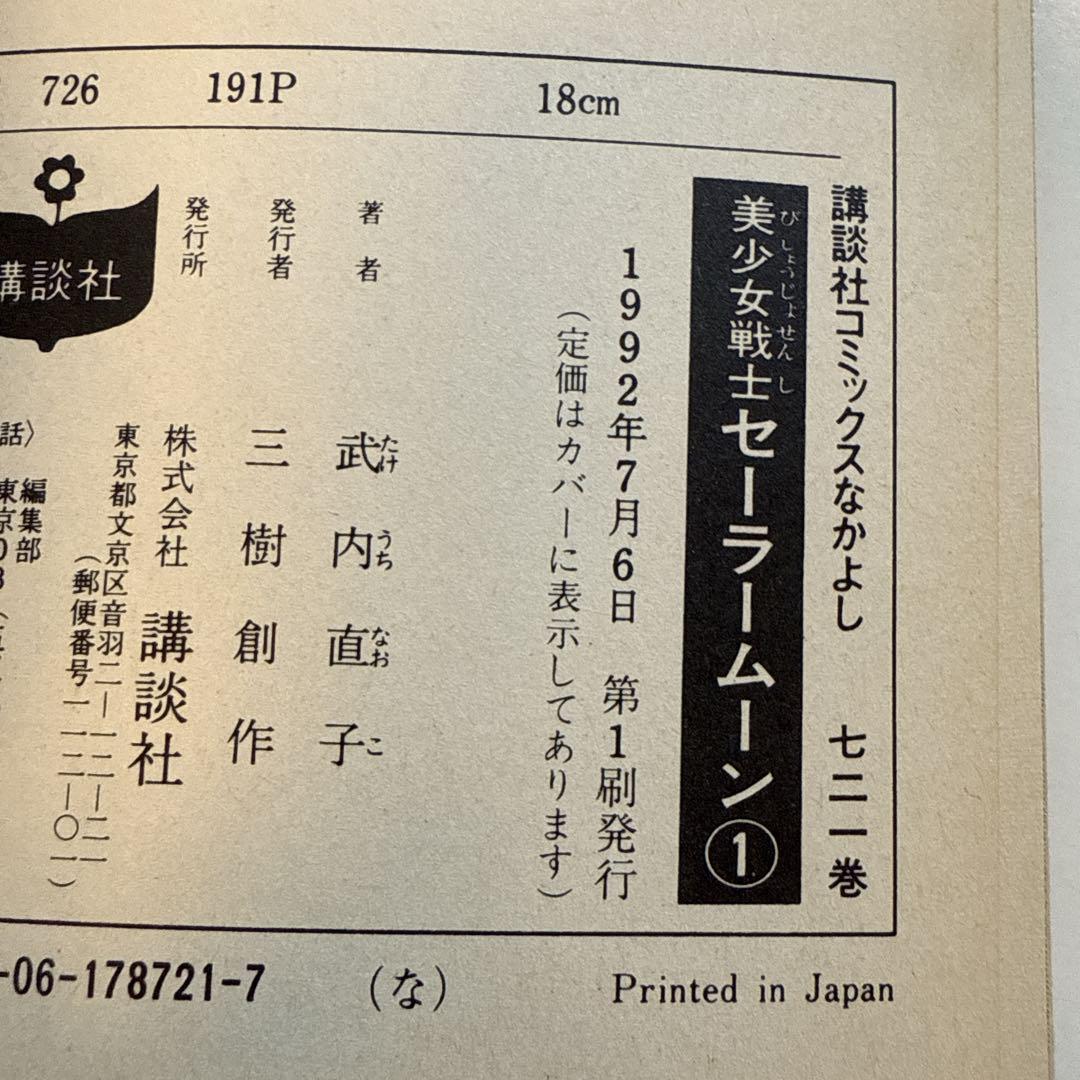 726 191P 18cm
講談社コミックスなかよし 七二一巻
美少女戦士セーラームーン①
びしょうじょせんし
1992年7月6日 第1刷発行
（定価はカバーに表示してあります）
著者 武内直子
たけうちなおこ
発行者 三樹創作
発行所 株式会社 講談社
東京都文京区音羽二―一二―二一
（郵便番号一一二―〇一）
編集部
講談社
-06-178721-7 （な） Printed in Japan